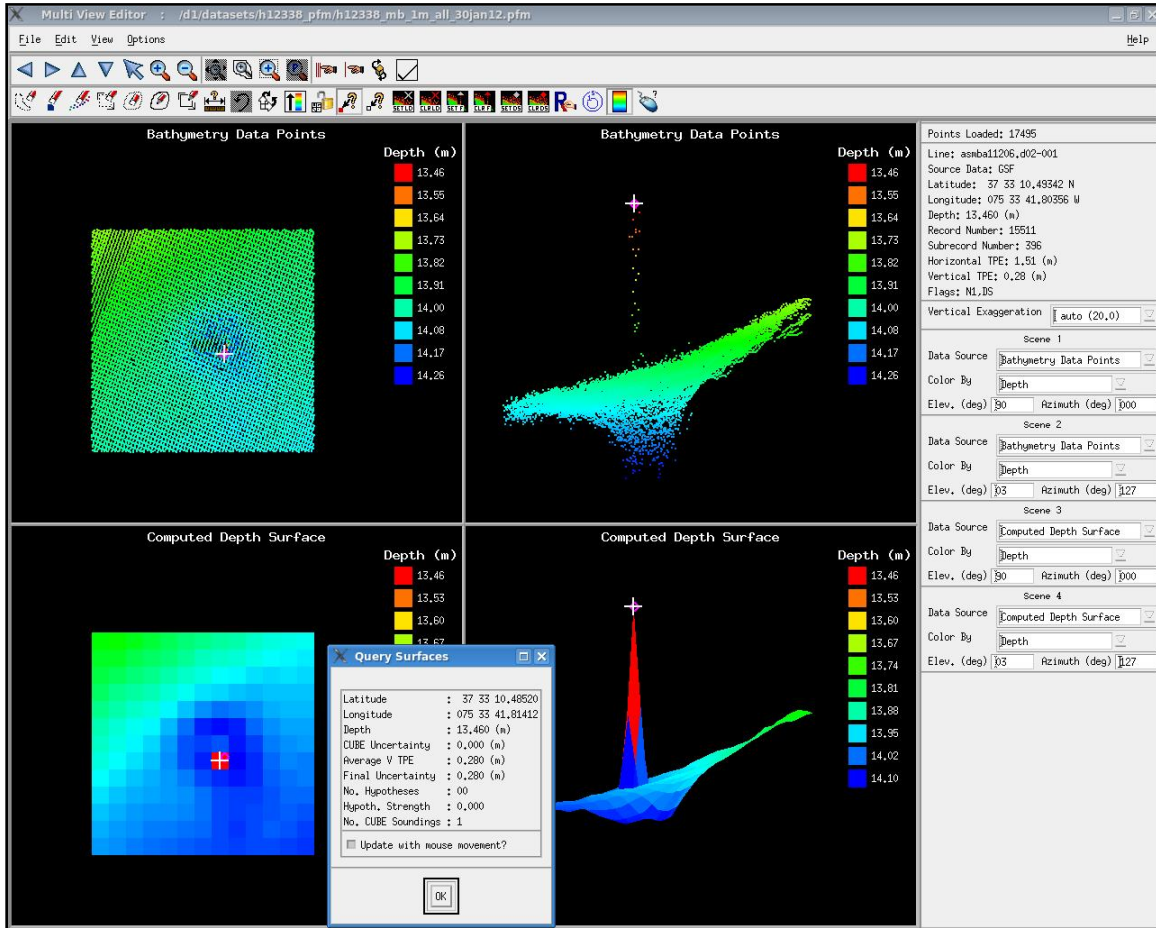 Multi View Editor : /d1/datasets/h12338_pfm/h12338_mb_1m_all_30jan12.pfm
File Edit View Options Help
SETLD CLRLD SET F CLR F SETDS CLRDS R
Bathymetry Data Points
Depth (m)
13.46
13.55
13.64
13.73
13.82
13.91
14.00
14.08
14.17
14.26
Bathymetry Data Points
Depth (m)
13.46
13.55
13.64
13.73
13.82
13.91
14.00
14.08
14.17
14.26
Computed Depth Surface
Depth (m)
13.46
13.53
13.60
13.67
Computed Depth Surface
Depth (m)
13.46
13.53
13.60
13.67
13.74
13.81
13.88
13.95
14.02
14.10
Query Surfaces
Latitude : 37 33 10.48520
Longitude : 075 33 41.81412
Depth : 13.460 (m)
CUBE Uncertainty : 0.000 (m)
Average V TPE : 0.280 (m)
Final Uncertainty : 0.280 (m)
No. Hypotheses : 00
Hypoth. Strength : 0.000
No. CUBE Soundings : 1
Update with mouse movement?
OK
Points Loaded: 17495
Line: asmba11206.d02-001
Source Data: GSF
Latitude: 37 33 10.49342 N
Longitude: 075 33 41.80356 W
Depth: 13.460 (m)
Record Number: 15511
Subrecord Number: 396
Horizontal TPE: 1.51 (m)
Vertical TPE: 0.28 (m)
Flags: N1,DS
Vertical Exaggeration auto (20.0)
Scene 1
Data Source Bathymetry Data Points
Color By Depth
Elev. (deg) 90 Azimuth (deg) 000
Scene 2
Data Source Bathymetry Data Points
Color By Depth
Elev. (deg) 03 Azimuth (deg) 127
Scene 3
Data Source Computed Depth Surface
Color By Depth
Elev. (deg) 90 Azimuth (deg) 000
Scene 4
Data Source Computed Depth Surface
Color By Depth
Elev. (deg) 03 Azimuth (deg) 127